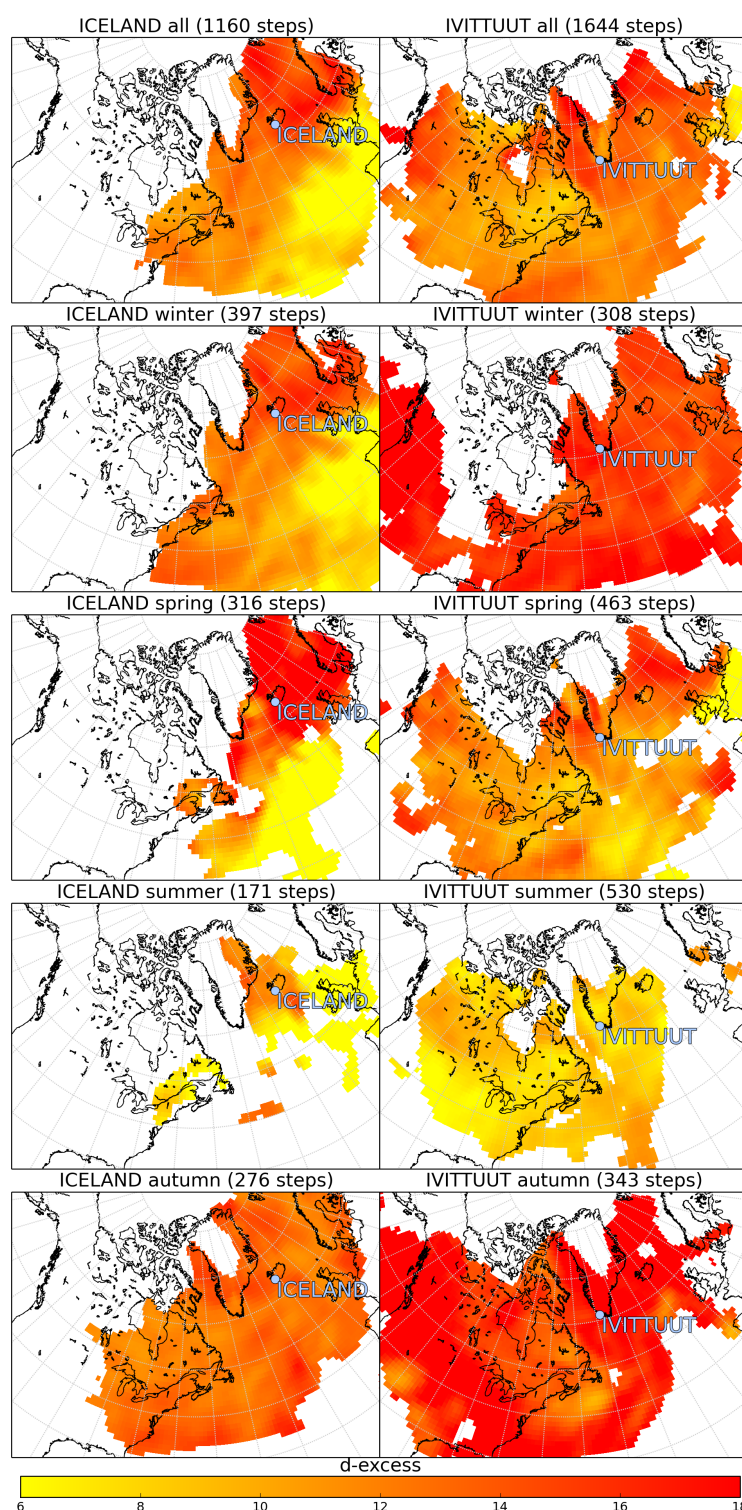 ICELAND all (1160 steps)
IVITTUUT all (1644 steps)
ICELAND
IVITTUUT
ICELAND winter (397 steps)
IVITTUUT winter (308 steps)
ICELAND
IVITTUUT
ICELAND spring (316 steps)
IVITTUUT spring (463 steps)
ICELAND
IVITTUUT
ICELAND summer (171 steps)
IVITTUUT summer (530 steps)
ICELAND
IVITTUUT
ICELAND autumn (276 steps)
IVITTUUT autumn (343 steps)
ICELAND
IVITTUUT
d-excess
6 8 10 12 14 16 18